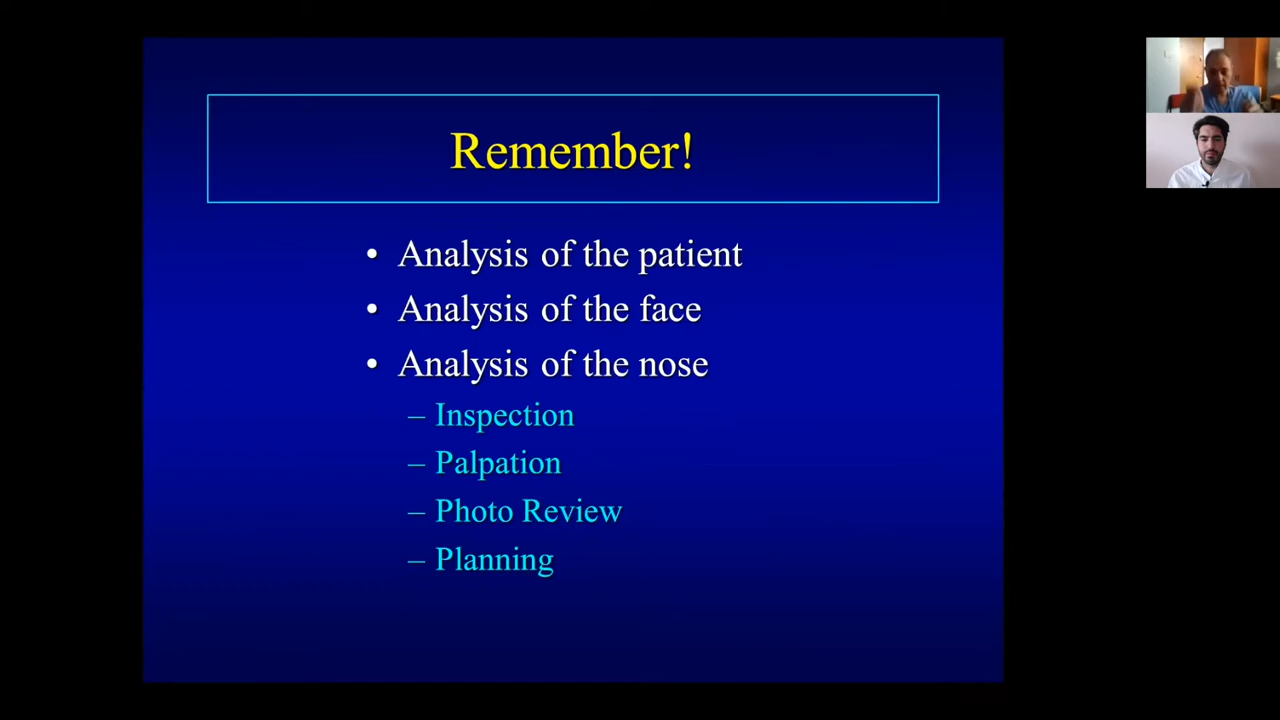 Remember!
• Analysis of the patient
• Analysis of the face
• Analysis of the nose
– Inspection
– Palpation
– Photo Review
– Planning